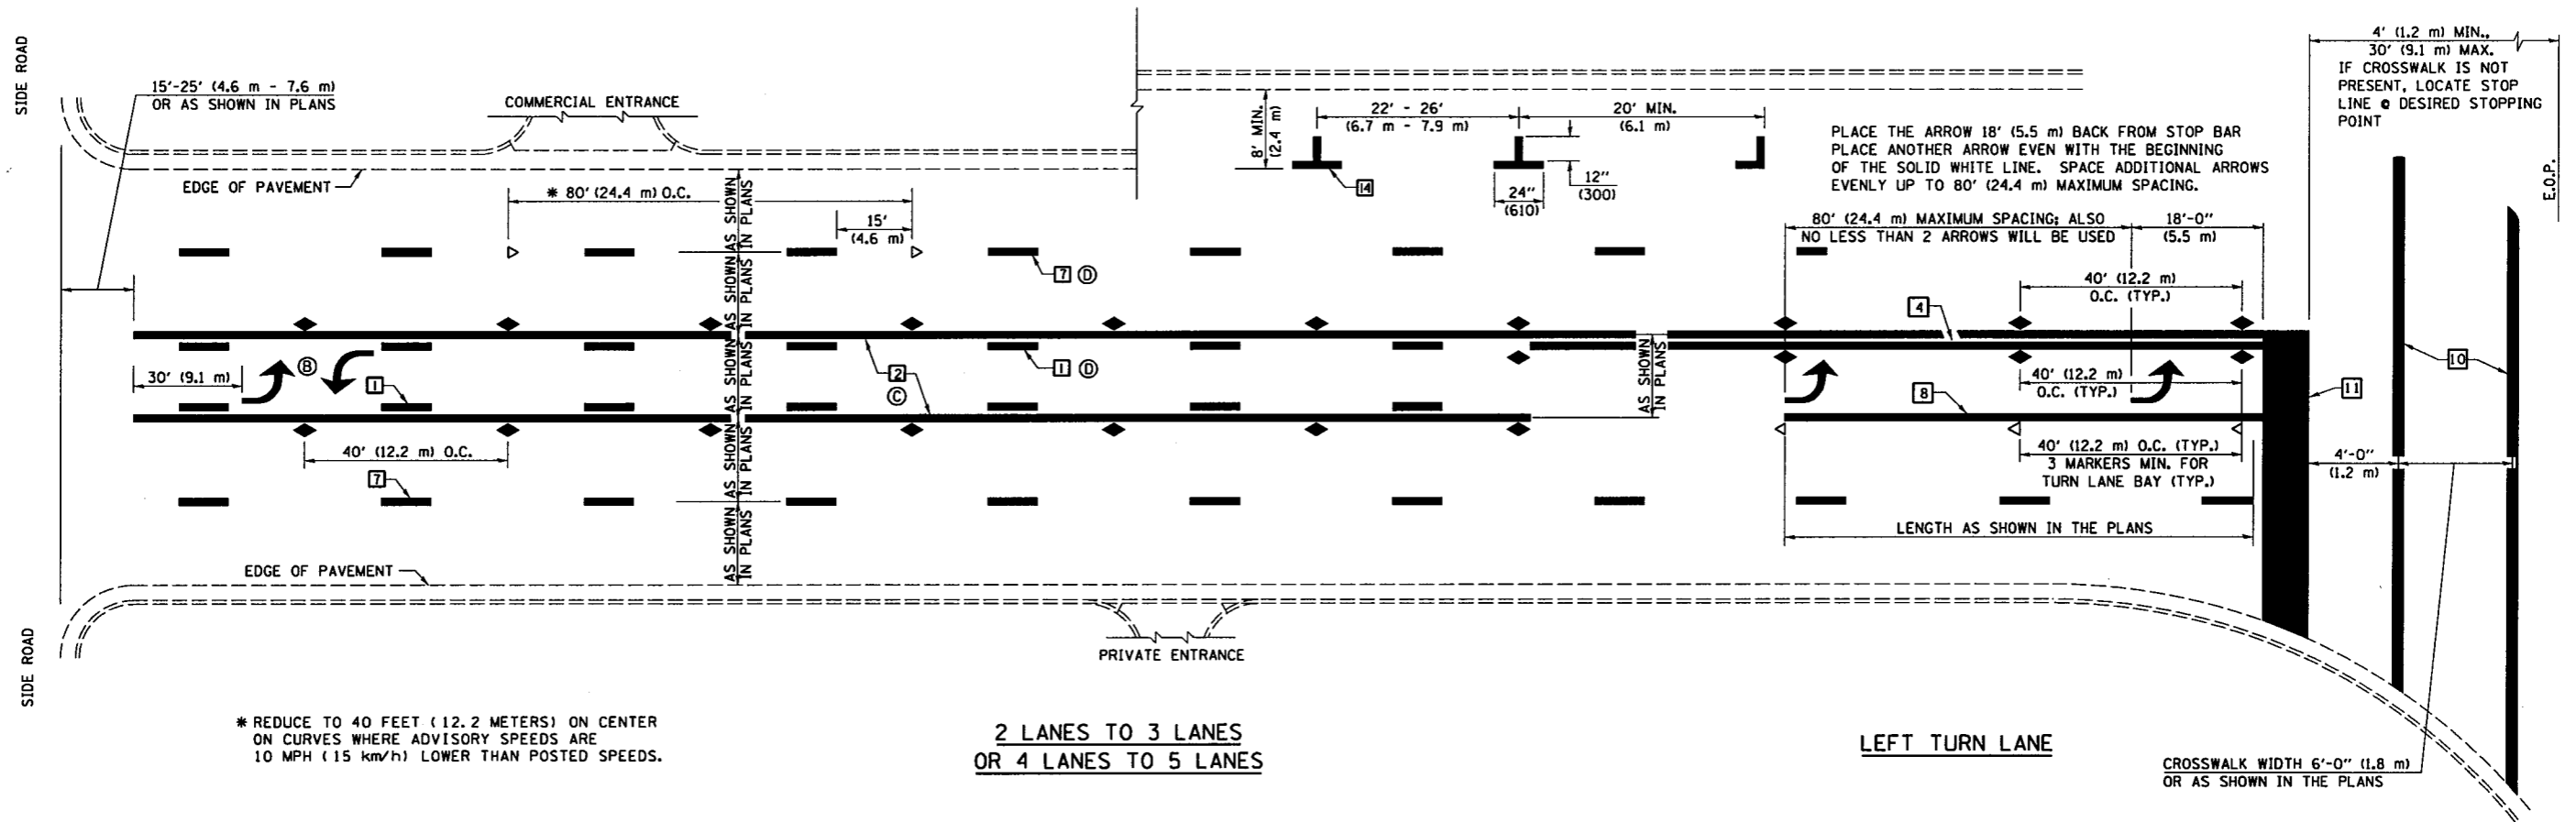 SIDE ROAD
15'-25' (4.6 m - 7.6 m)
OR AS SHOWN IN PLANS
COMMERCIAL ENTRANCE
EDGE OF PAVEMENT
* 80' (24.4 m) O.C.
15'
(4.6 m)
AS SHOWN
IN PLANS
AS SHOWN
IN PLANS
AS SHOWN
IN PLANS
AS SHOWN
IN PLANS
AS SHOWN
IN PLANS
8' MIN.
(2.4 m)
22' - 26'
(6.7 m - 7.9 m)
20' MIN.
(6.1 m)
14
24"
(610)
12"
(300)
4' (1.2 m) MIN.,
30' (9.1 m) MAX.
IF CROSSWALK IS NOT
PRESENT, LOCATE STOP
LINE @ DESIRED STOPPING
POINT
E.O.P.
PLACE THE ARROW 18' (5.5 m) BACK FROM STOP BAR
PLACE ANOTHER ARROW EVEN WITH THE BEGINNING
OF THE SOLID WHITE LINE. SPACE ADDITIONAL ARROWS
EVENLY UP TO 80' (24.4 m) MAXIMUM SPACING.
80' (24.4 m) MAXIMUM SPACING; ALSO
NO LESS THAN 2 ARROWS WILL BE USED
18'-0"
(5.5 m)
7 D
40' (12.2 m)
O.C. (TYP.)
4
30' (9.1 m)
B
1
2
C
1 D
AS SHOWN
IN PLANS
40' (12.2 m)
O.C. (TYP.)
8
10
11
40' (12.2 m) O.C.
7
40' (12.2 m) O.C. (TYP.)
3 MARKERS MIN. FOR
TURN LANE BAY (TYP.)
4'-0"
(1.2 m)
LENGTH AS SHOWN IN THE PLANS
EDGE OF PAVEMENT
SIDE ROAD
PRIVATE ENTRANCE
* REDUCE TO 40 FEET (12.2 METERS) ON CENTER
ON CURVES WHERE ADVISORY SPEEDS ARE
10 MPH (15 km/h) LOWER THAN POSTED SPEEDS.
2 LANES TO 3 LANES
OR 4 LANES TO 5 LANES
LEFT TURN LANE
CROSSWALK WIDTH 6'-0" (1.8 m)
OR AS SHOWN IN THE PLANS